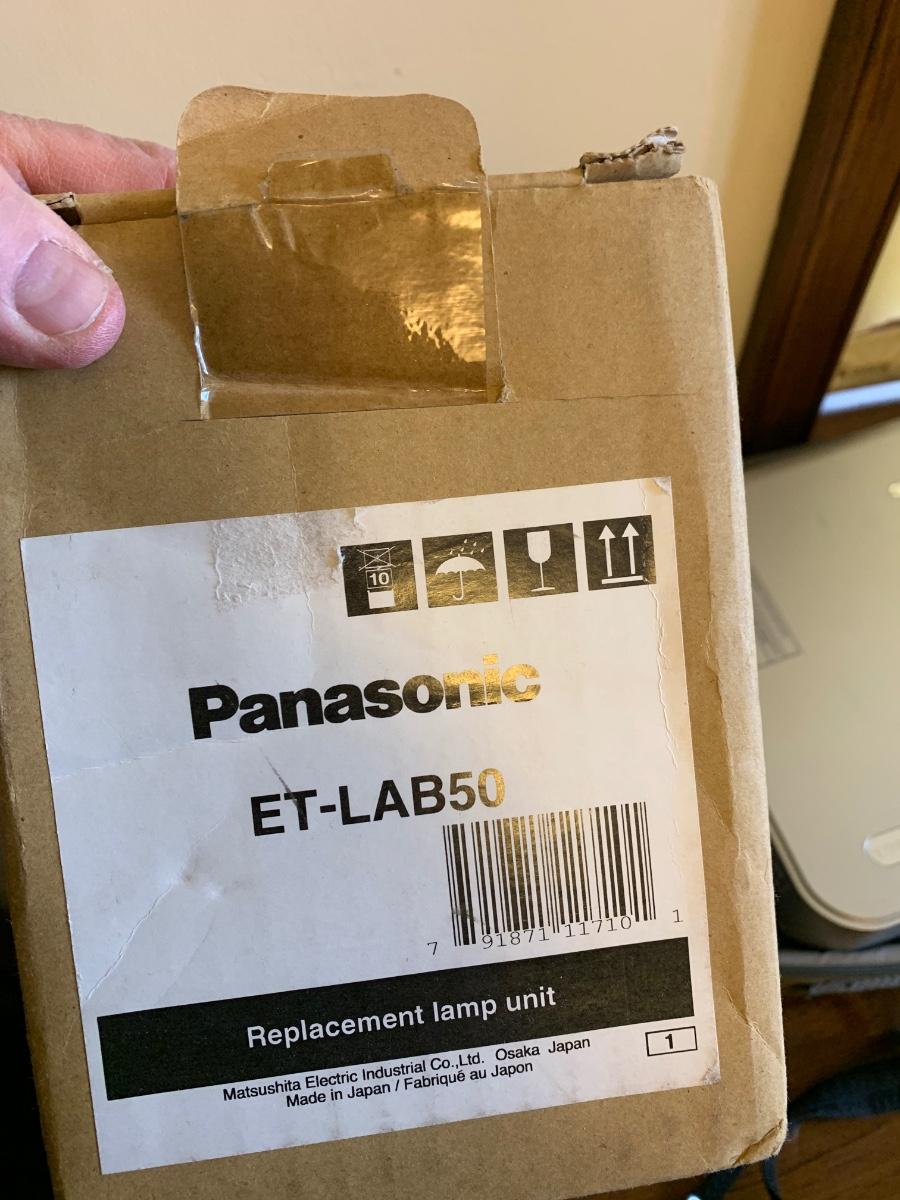 10
Panasonic
ET-LAB50
7 91871 11710 1
Replacement lamp unit
Matsushita Electric Industrial Co.,Ltd. Osaka Japan
Made in Japan / Fabriqué au Japon
1